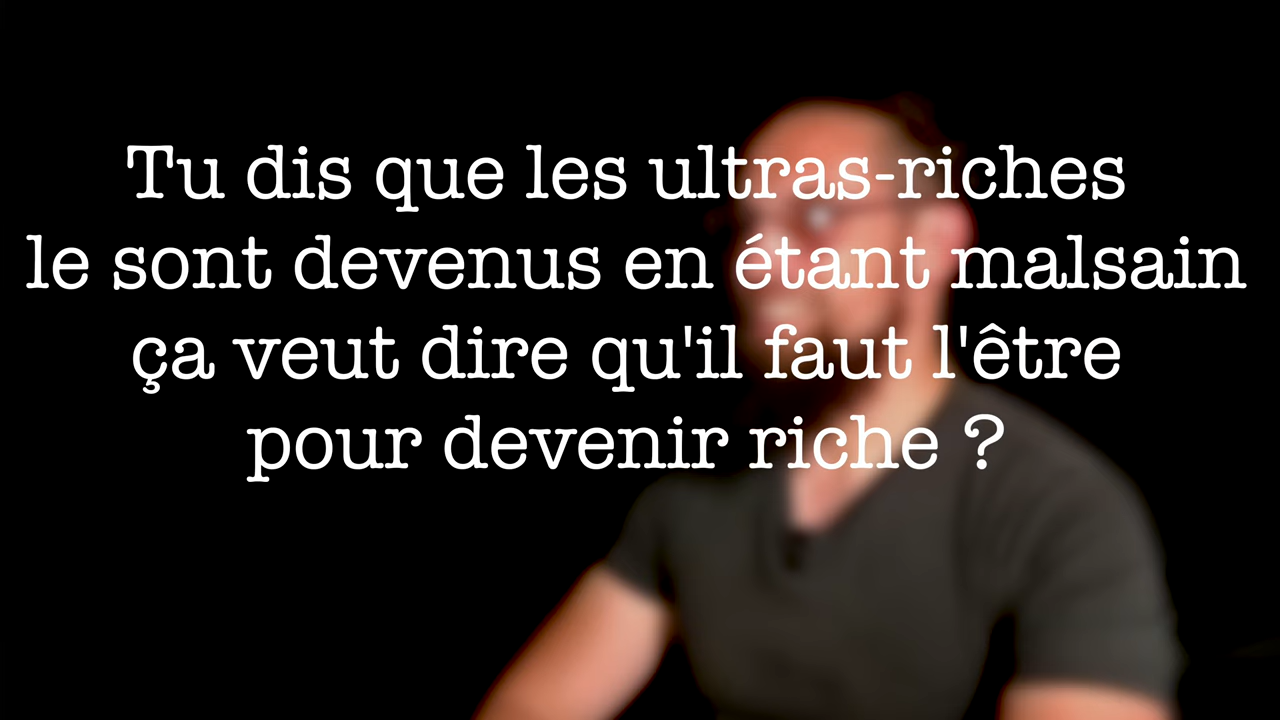 Tu dis que les ultras-riches
le sont devenus en étant malsain
ça veut dire qu'il faut l'être
pour devenir riche ?